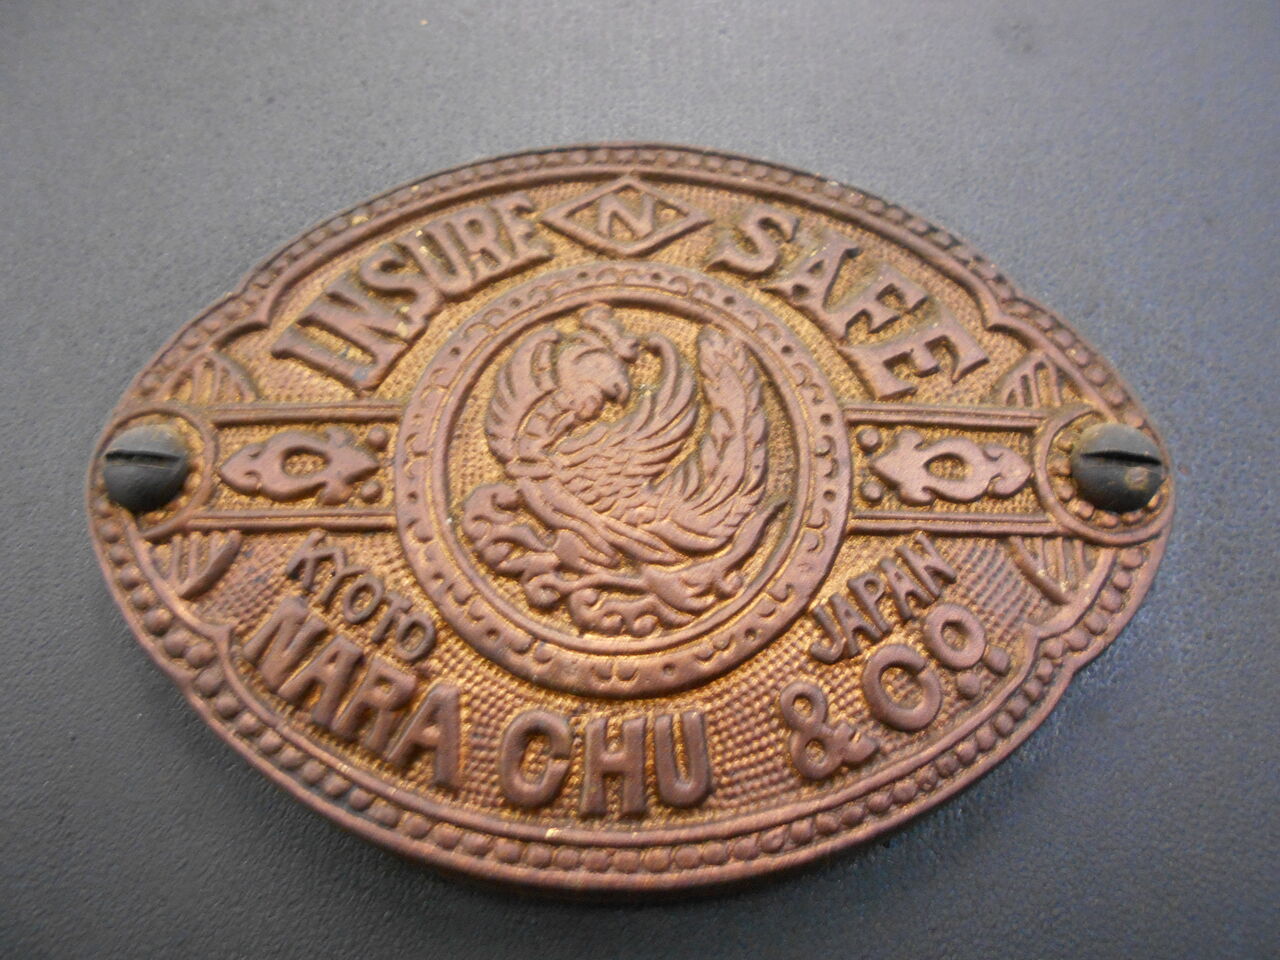 INSURE N SAFE
KYOTO JAPAN
NARA CHU & CO.